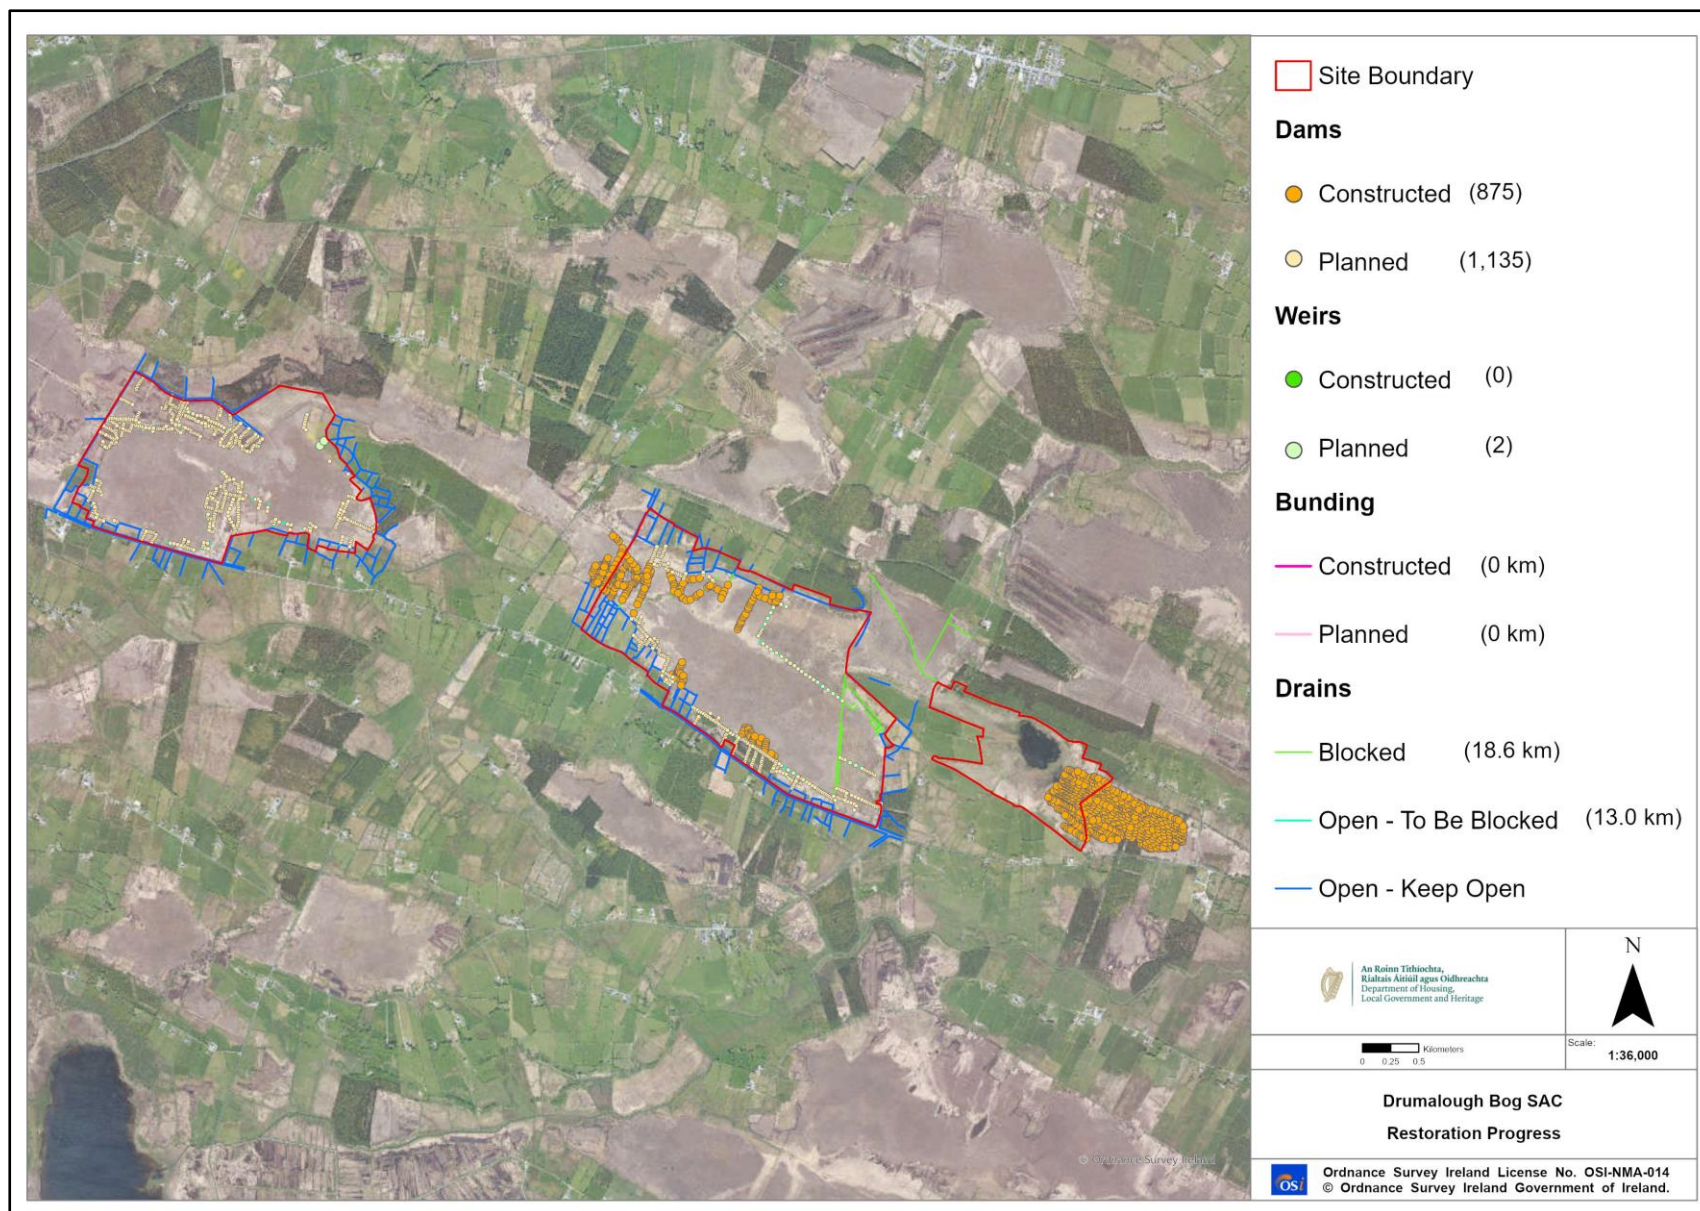 Site Boundary
Dams
Constructed (875)
Planned (1,135)
Weirs
Constructed (0)
Planned (2)
Bunding
Constructed (0 km)
Planned (0 km)
Drains
Blocked (18.6 km)
Open - To Be Blocked (13.0 km)
Open - Keep Open
An Roinn Tithíochta,
Rialtais Áitiúil agus Oidhreachta
Department of Housing,
Local Government and Heritage
N
Kilometers
0 0.25 0.5
Scale:
1:36,000
Drumalough Bog SAC
Restoration Progress
OSi
Ordnance Survey Ireland License No. OSI-NMA-014
© Ordnance Survey Ireland Government of Ireland.
© Ordnance Survey Ireland